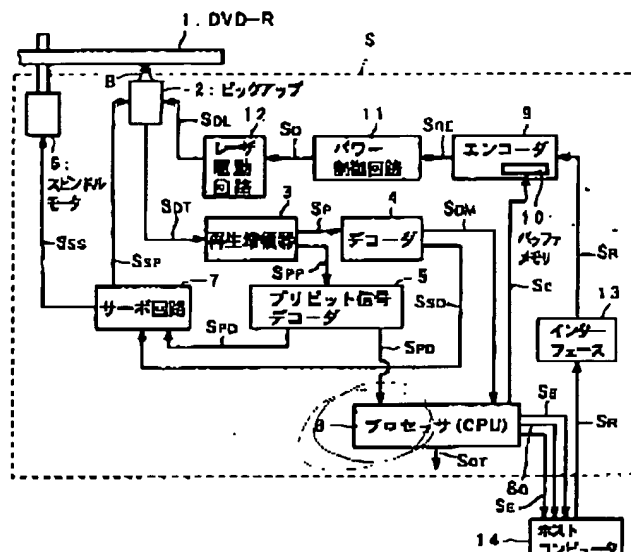 1. DVD-R
S
B
2:ピックアップ
6:
スピンドル
モータ
12
レーザ
駆動
回路
11
パワー
制御回路
9
エンコーダ
10
バッファ
メモリ
SDL
SD
SRE
SDT
3
再生増幅器
SP
4
デコーダ
SDM
SSS
SSP
SPP
SC
SR
7
サーボ回路
5
プリピット信号
デコーダ
SSD
13
インター
フェース
SPD
SPD
8
プロセッサ(CPU)
SE
SR
SOT
8a
SE
14
ホスト
コンピュータ